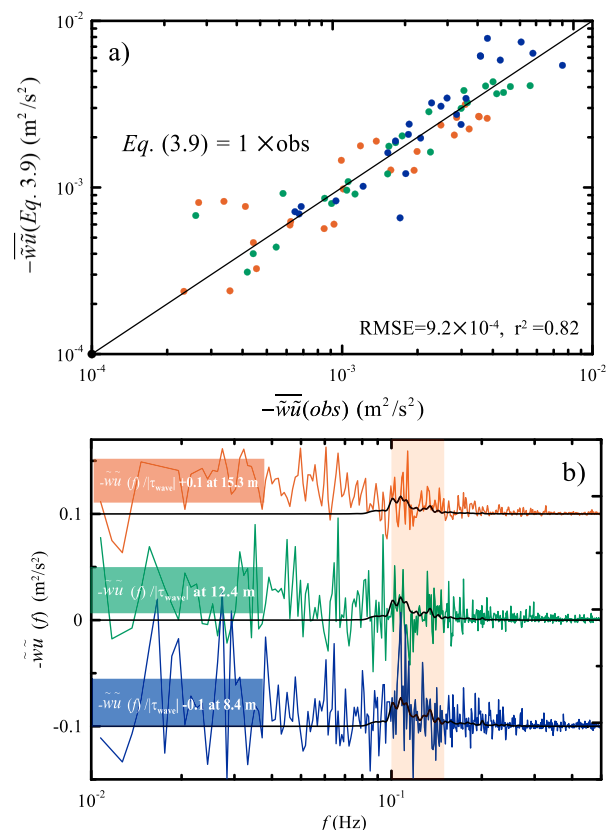 10⁻²
a)
Eq. (3.9) = 1 ×obs
10⁻³
-w̃ũ(Eq. 3.9) (m²/s²)
RMSE=9.2×10⁻⁴, r² =0.82
10⁻⁴
10⁻⁴ 10⁻³ 10⁻²
-w̃ũ(obs) (m²/s²)
b)
-w̃ũ (f) /|τwave| +0.1 at 15.3 m
0.1
-w̃ũ (f) /|τwave| at 12.4 m
0
-w̃ũ (f) (m²/s²)
-w̃ũ (f) /|τwave| -0.1 at 8.4 m
-0.1
10⁻² 10⁻¹
f (Hz)